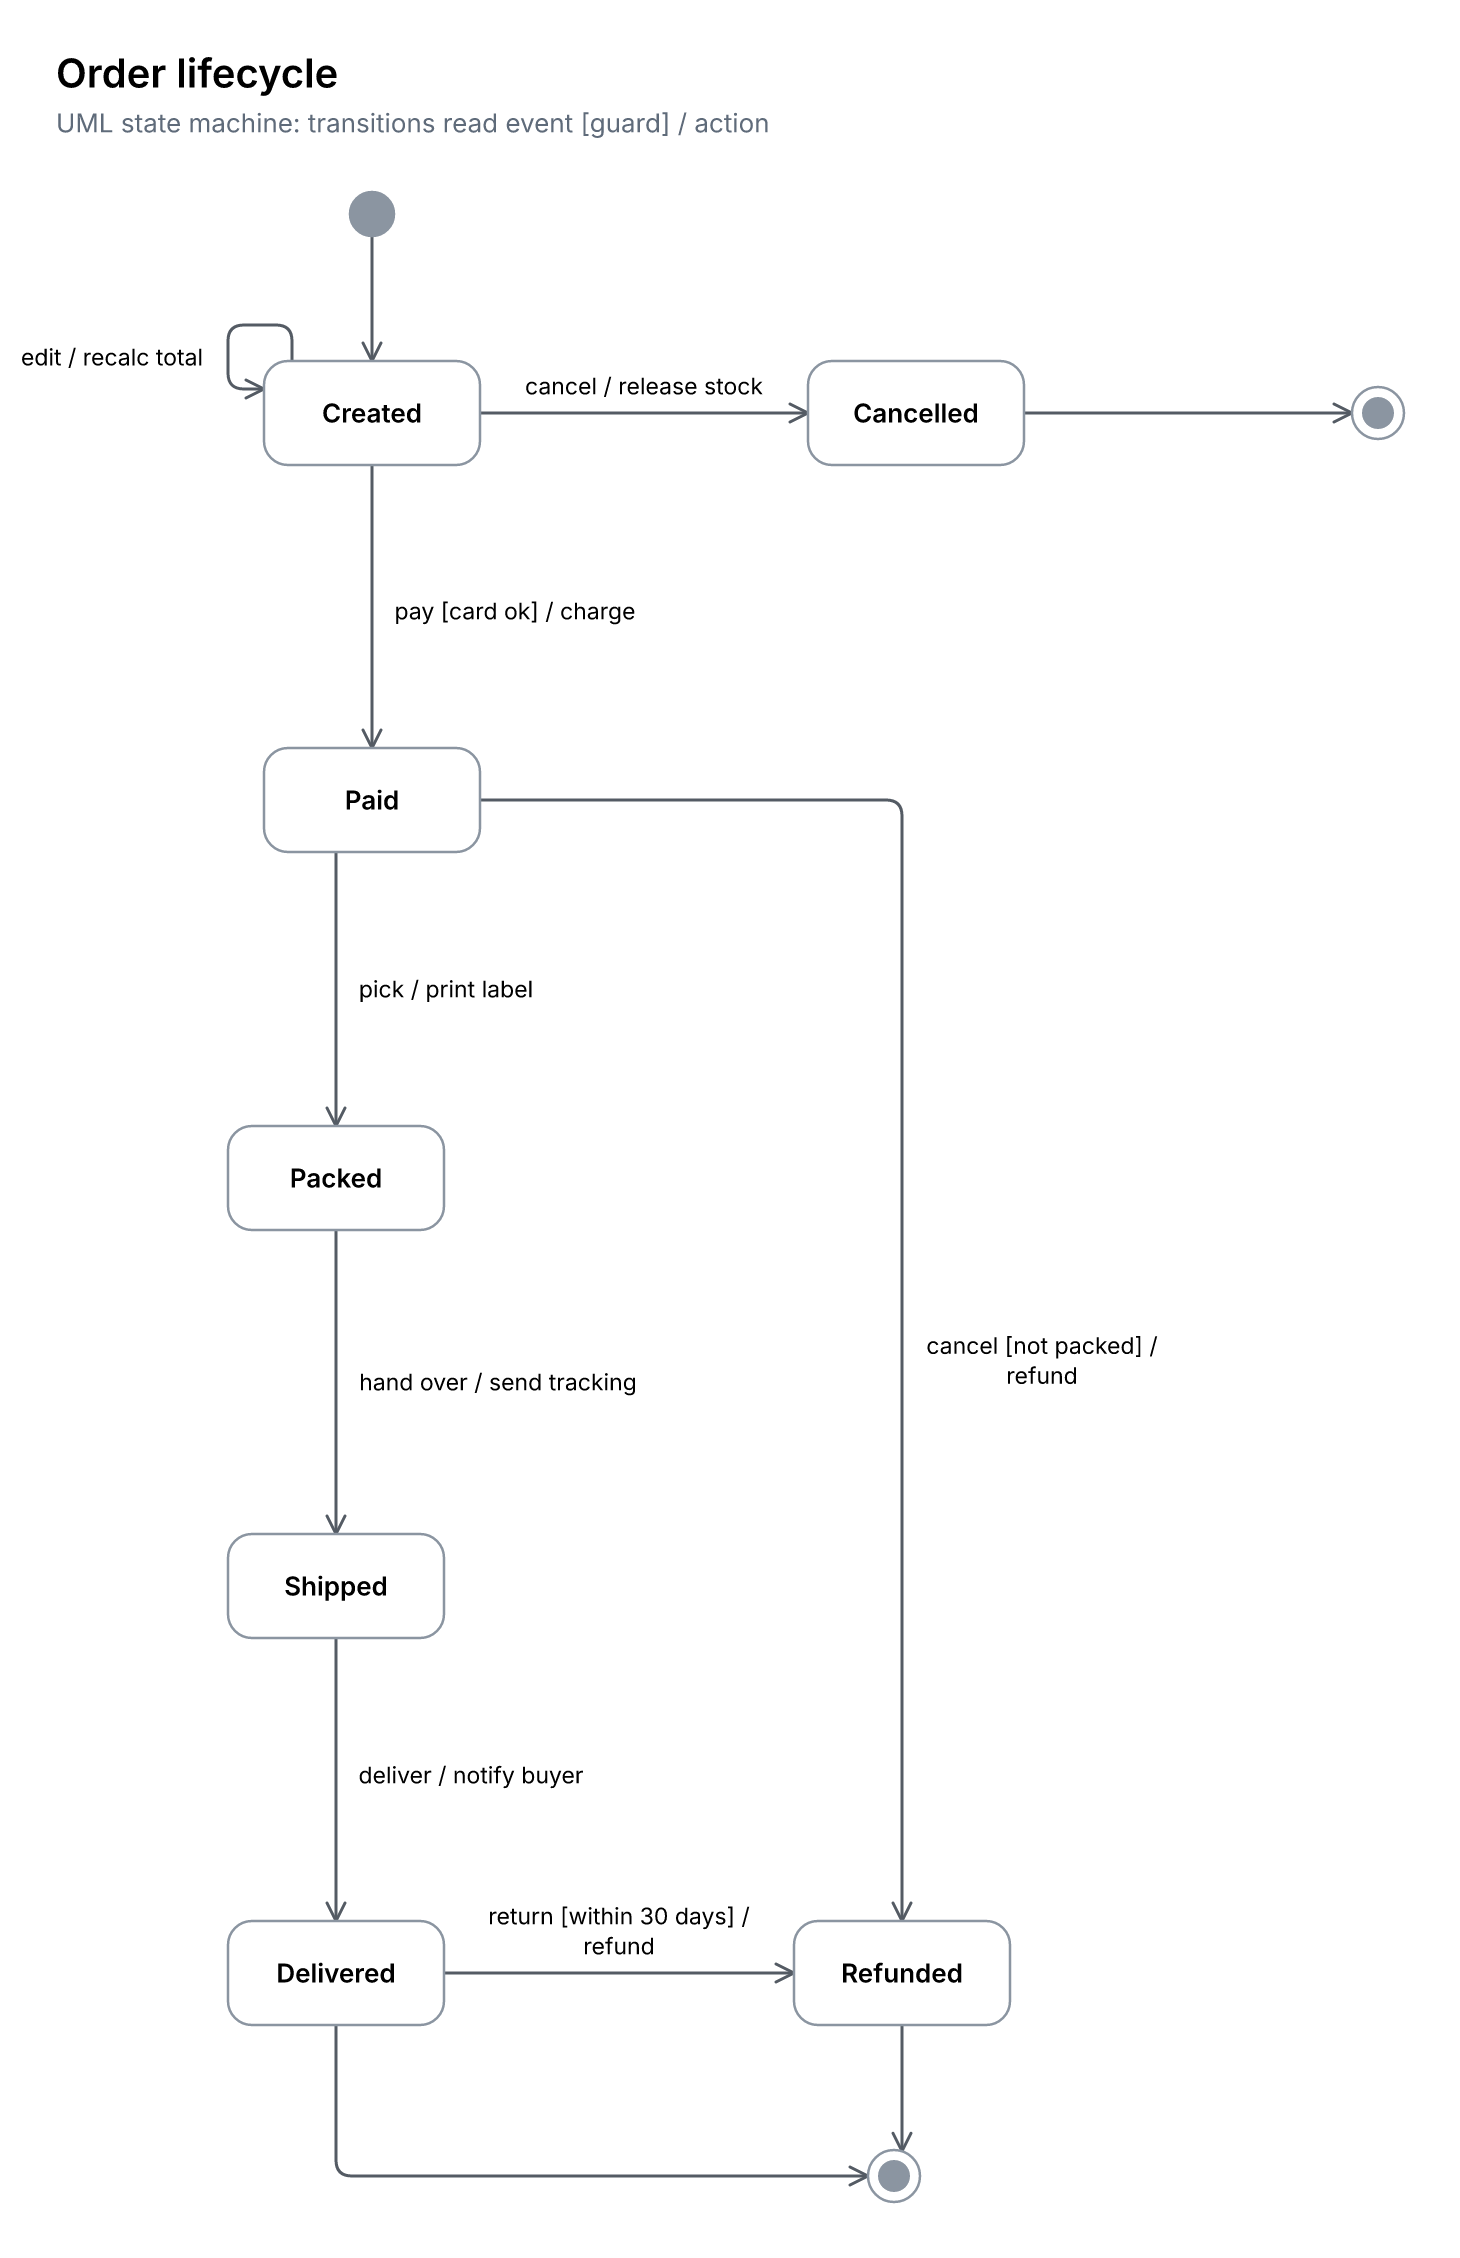 Order lifecycle
UML state machine: transitions read event [guard] / action
edit / recalc total
cancel / release stock
Created
Cancelled
pay [card ok] / charge
Paid
pick / print label
Packed
cancel [not packed] /
refund
hand over / send tracking
Shipped
deliver / notify buyer
return [within 30 days] /
refund
Delivered
Refunded